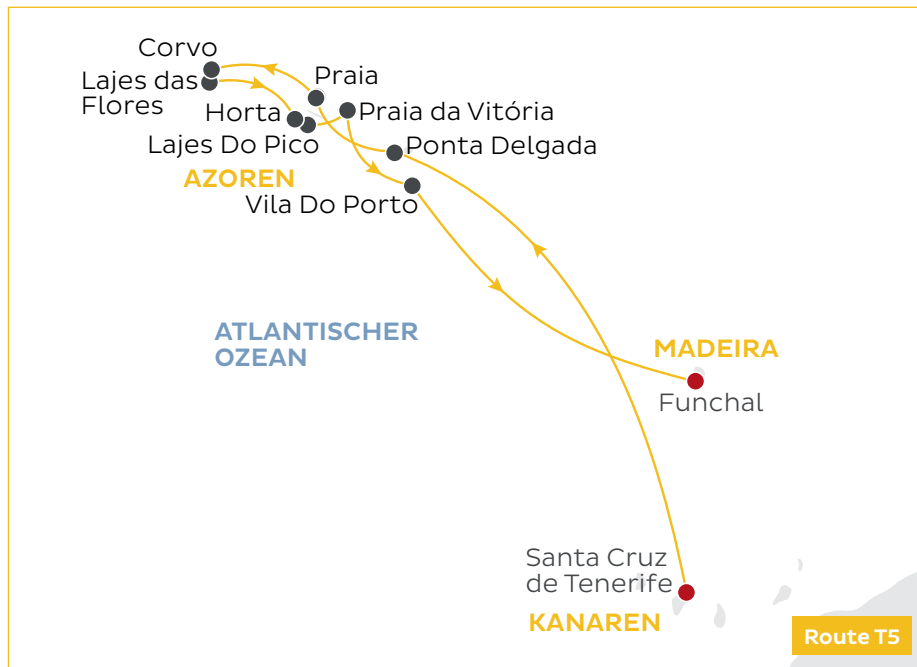 Corvo
Lajes das
Flores
Praia
Horta
Praia da Vitória
Lajes Do Pico
Ponta Delgada
AZOREN
Vila Do Porto
ATLANTISCHER
OZEAN
MADEIRA
Funchal
Santa Cruz
de Tenerife
KANAREN
Route T5